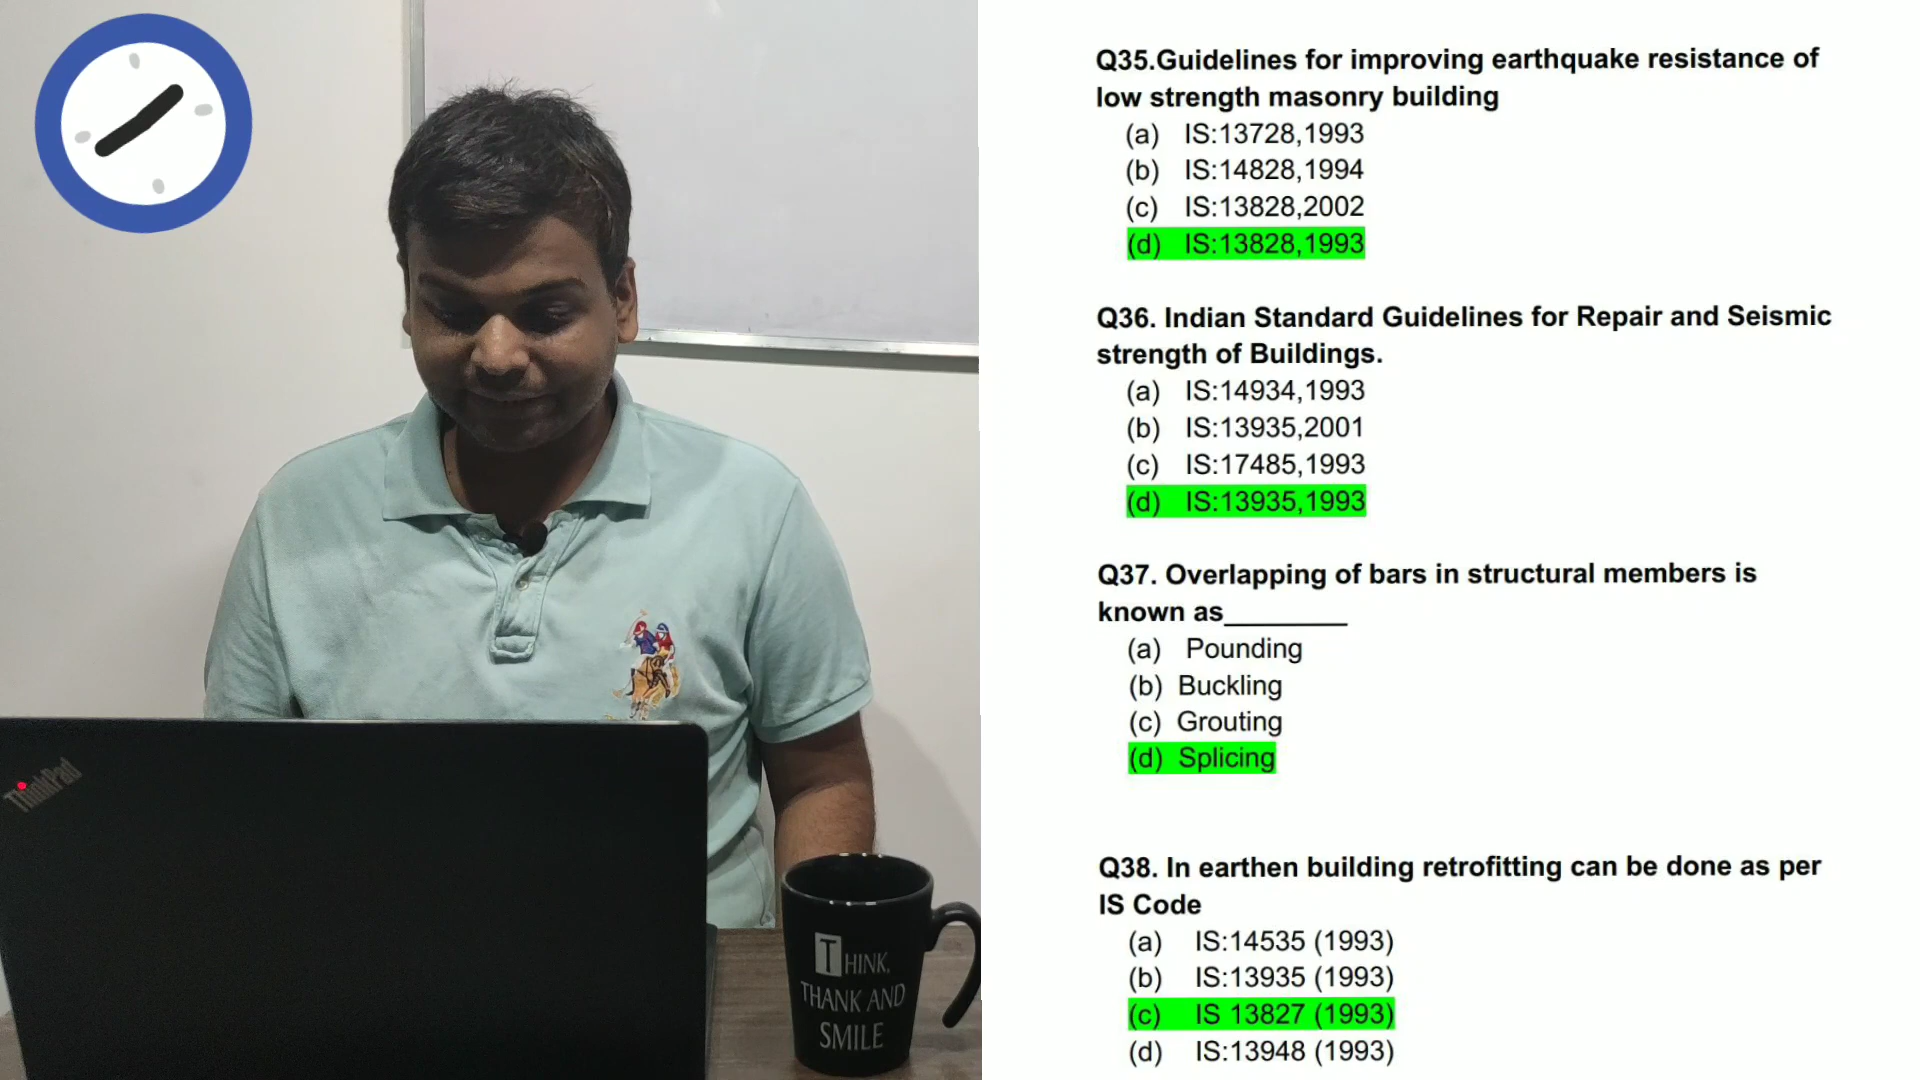 Q35.Guidelines for improving earthquake resistance of
low strength masonry building
(a) IS:13728,1993
(b) IS:14828,1994
(c) IS:13828,2002
(d) IS:13828,1993
Q36. Indian Standard Guidelines for Repair and Seismic
strength of Buildings.
(a) IS:14934,1993
(b) IS:13935,2001
(c) IS:17485,1993
(d) IS:13935,1993
Q37. Overlapping of bars in structural members is
known as________
(a) Pounding
(b) Buckling
(c) Grouting
(d) Splicing
Q38. In earthen building retrofitting can be done as per
IS Code
(a) IS:14535 (1993)
(b) IS:13935 (1993)
(c) IS 13827 (1993)
(d) IS:13948 (1993)
ThinkPad
THINK,
THANK AND
SMILE